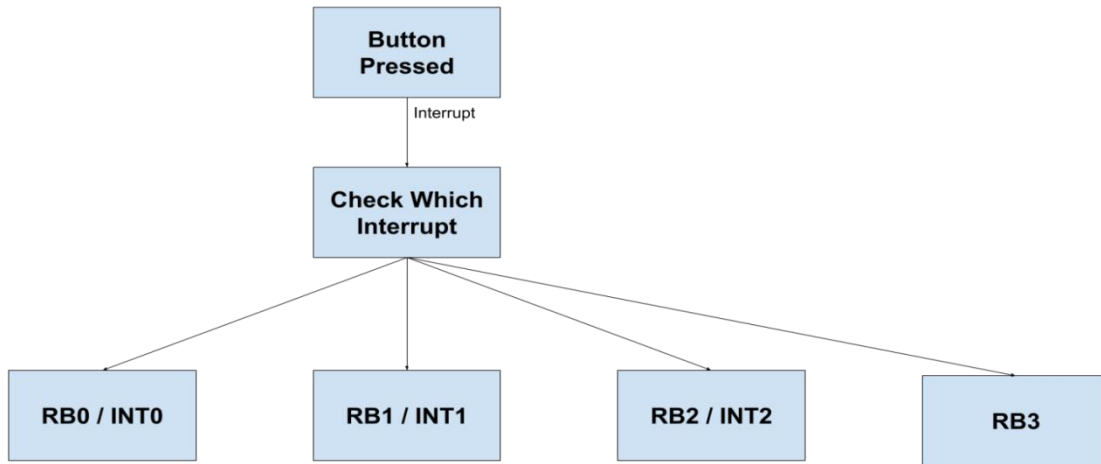 Button
Pressed
Interrupt
Check Which
Interrupt
RB0 / INT0
RB1 / INT1
RB2 / INT2
RB3